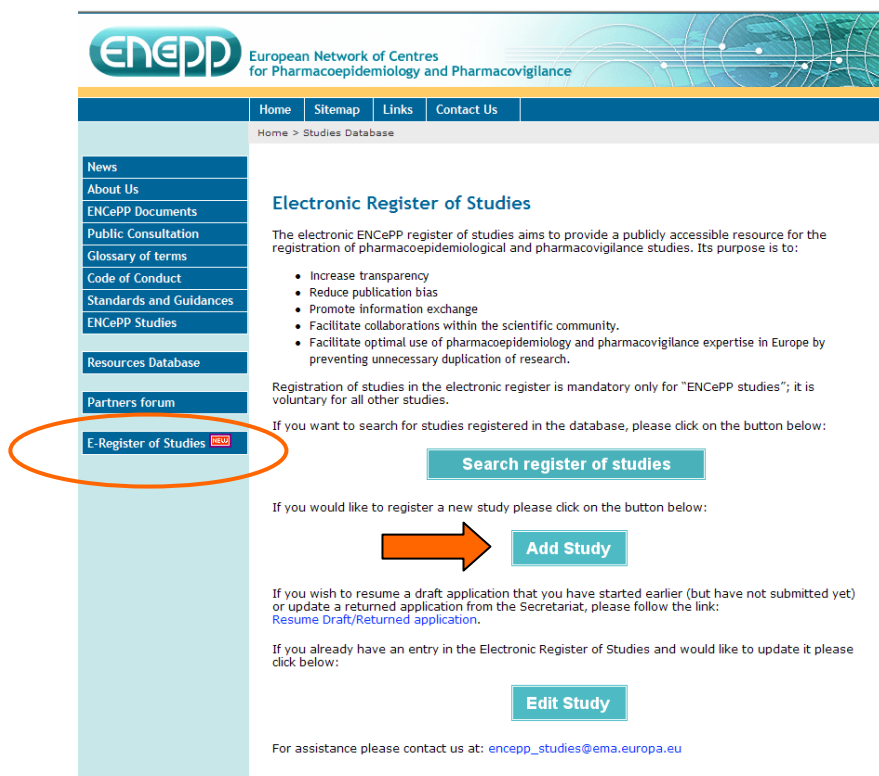 ENCePP
European Network of Centres
for Pharmacoepidemiology and Pharmacovigilance
Home Sitemap Links Contact Us
Home > Studies Database
News
About Us
ENCePP Documents
Public Consultation
Glossary of terms
Code of Conduct
Standards and Guidances
ENCePP Studies
Resources Database
Partners forum
E-Register of Studies NEW
Electronic Register of Studies
The electronic ENCePP register of studies aims to provide a publicly accessible resource for the
registration of pharmacoepidemiological and pharmacovigilance studies. Its purpose is to:
• Increase transparency
• Reduce publication bias
• Promote information exchange
• Facilitate collaborations within the scientific community.
• Facilitate optimal use of pharmacoepidemiology and pharmacovigilance expertise in Europe by
preventing unnecessary duplication of research.
Registration of studies in the electronic register is mandatory only for "ENCePP studies"; it is
voluntary for all other studies.
If you want to search for studies registered in the database, please click on the button below:
Search register of studies
If you would like to register a new study please click on the button below:
Add Study
If you wish to resume a draft application that you have started earlier (but have not submitted yet)
or update a returned application from the Secretariat, please follow the link:
Resume Draft/Returned application.
If you already have an entry in the Electronic Register of Studies and would like to update it please
click below:
Edit Study
For assistance please contact us at: encepp_studies@ema.europa.eu